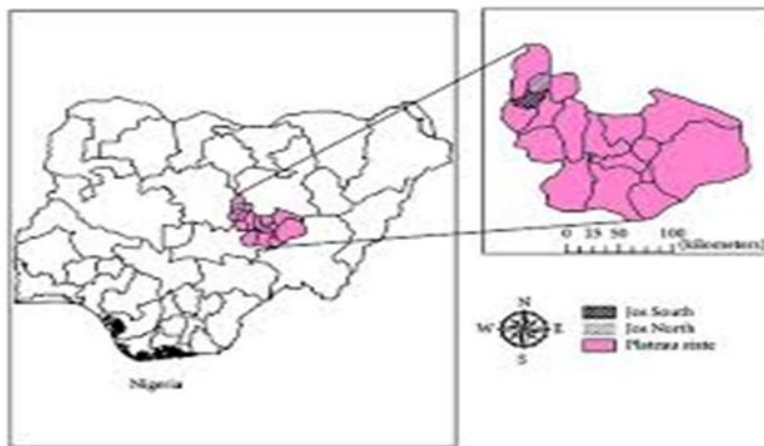 Nigeria
0 25 50 100
(kilometers)
N
W E
S
Jos South
Jos North
Plateau state